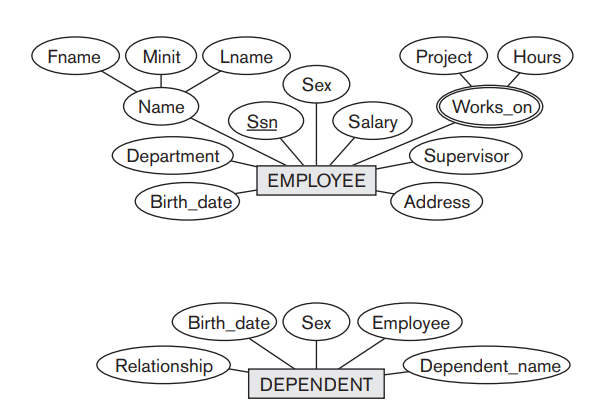 Fname
Minit
Lname
Project
Hours
Name
Sex
Works_on
Ssn
Salary
Department
Supervisor
EMPLOYEE
Birth_date
Address
Birth_date
Sex
Employee
Relationship
Dependent_name
DEPENDENT